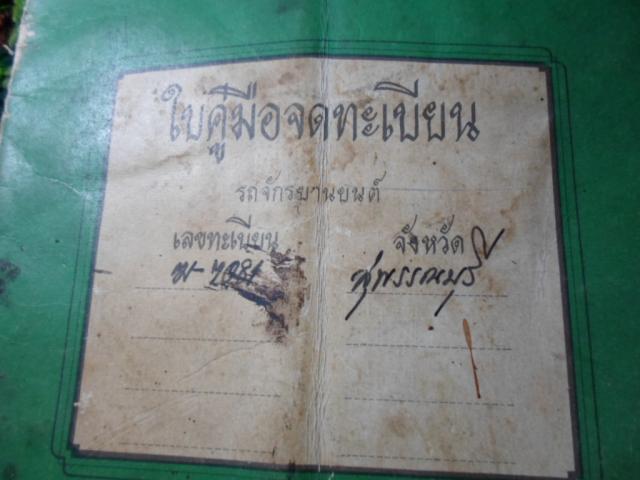 ใบคู่มือจดทะเบียน
รถจักรยานยนต์
เลขทะเบียน จังหวัด
สุพรรณบุรี